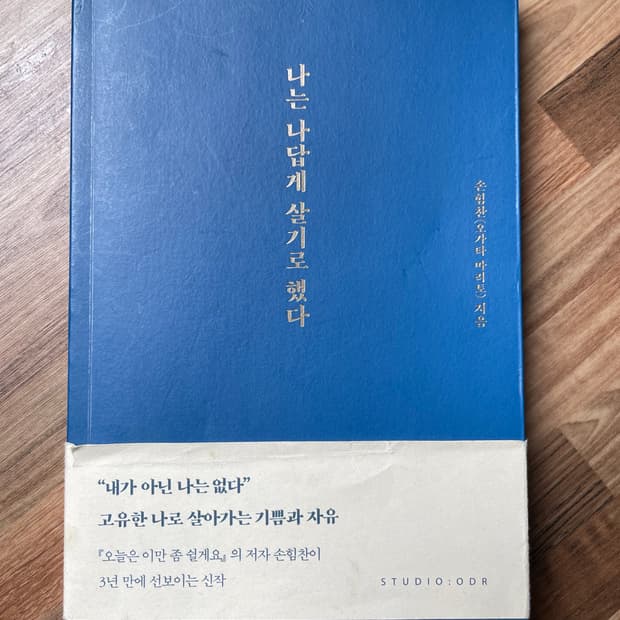 나는 나답게 살기로 했다
손힘찬(오가타 마리토) 지음
“내가 아닌 나는 없다”
고유한 나로 살아가는 기쁨과 자유
『오늘은 이만 좀 쉴게요』의 저자 손힘찬이
3년 만에 선보이는 신작
STUDIO:ODR